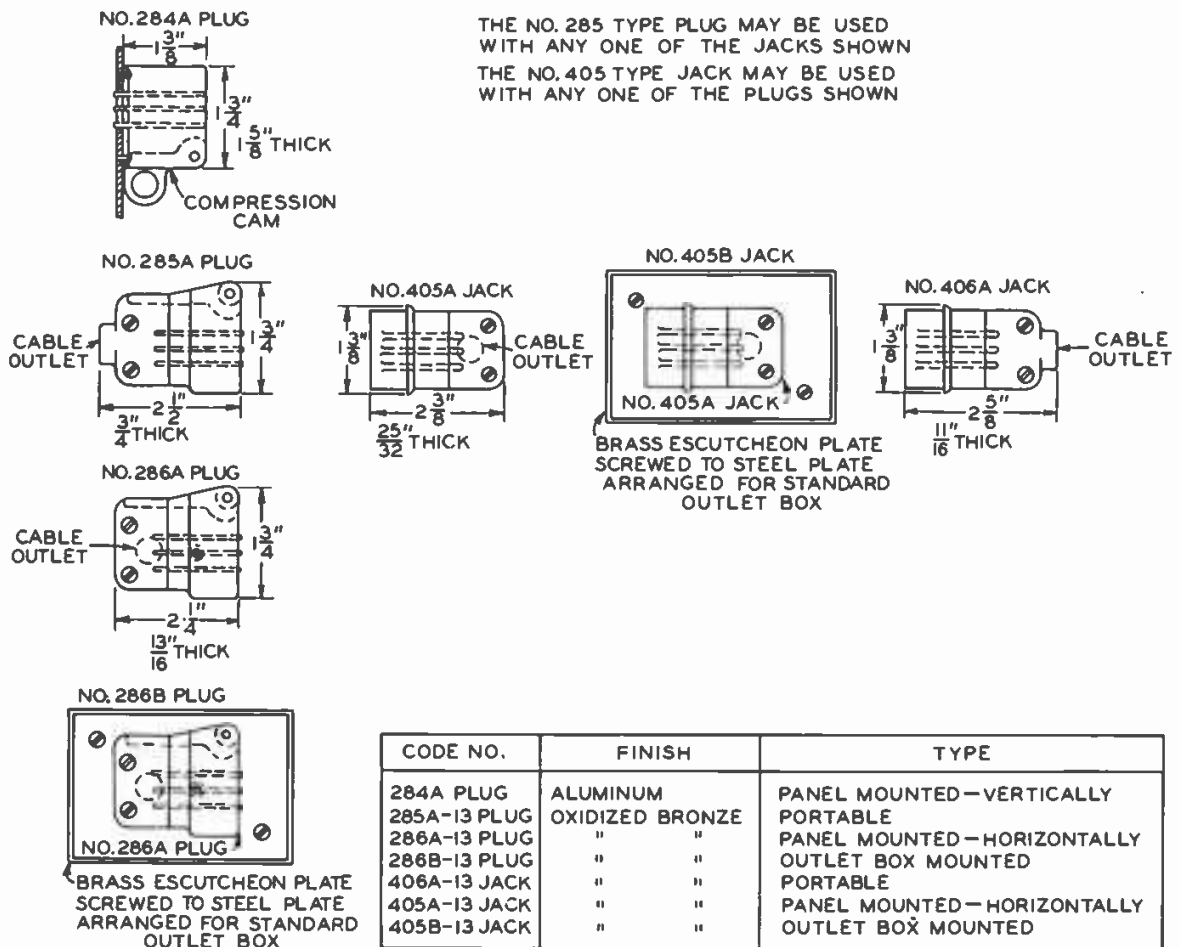 NO. 284A PLUG
1 3/8"
1 3/4"
1 5/8" THICK
COMPRESSION
CAM
THE NO. 285 TYPE PLUG MAY BE USED
WITH ANY ONE OF THE JACKS SHOWN
THE NO. 405 TYPE JACK MAY BE USED
WITH ANY ONE OF THE PLUGS SHOWN
NO. 285A PLUG
CABLE
OUTLET
1 3/4"
2 1/2"
3/4" THICK
NO. 405A JACK
1 3/8"
CABLE
OUTLET
2 3/8"
25/32" THICK
NO. 405B JACK
NO. 405A JACK
BRASS ESCUTCHEON PLATE
SCREWED TO STEEL PLATE
ARRANGED FOR STANDARD
OUTLET BOX
NO. 406A JACK
1 3/8"
CABLE
OUTLET
2 5/8"
11/16" THICK
NO. 286A PLUG
CABLE
OUTLET
1 3/4"
2 1/4"
13/16" THICK
NO. 286B PLUG
NO. 286A PLUG
BRASS ESCUTCHEON PLATE
SCREWED TO STEEL PLATE
ARRANGED FOR STANDARD
OUTLET BOX
CODE NO. FINISH TYPE
284A PLUG ALUMINUM PANEL MOUNTED—VERTICALLY
285A-13 PLUG OXIDIZED BRONZE PORTABLE
286A-13 PLUG " " PANEL MOUNTED—HORIZONTALLY
286B-13 PLUG " " OUTLET BOX MOUNTED
406A-13 JACK " " PORTABLE
405A-13 JACK " " PANEL MOUNTED—HORIZONTALLY
405B-13 JACK " " OUTLET BOX MOUNTED